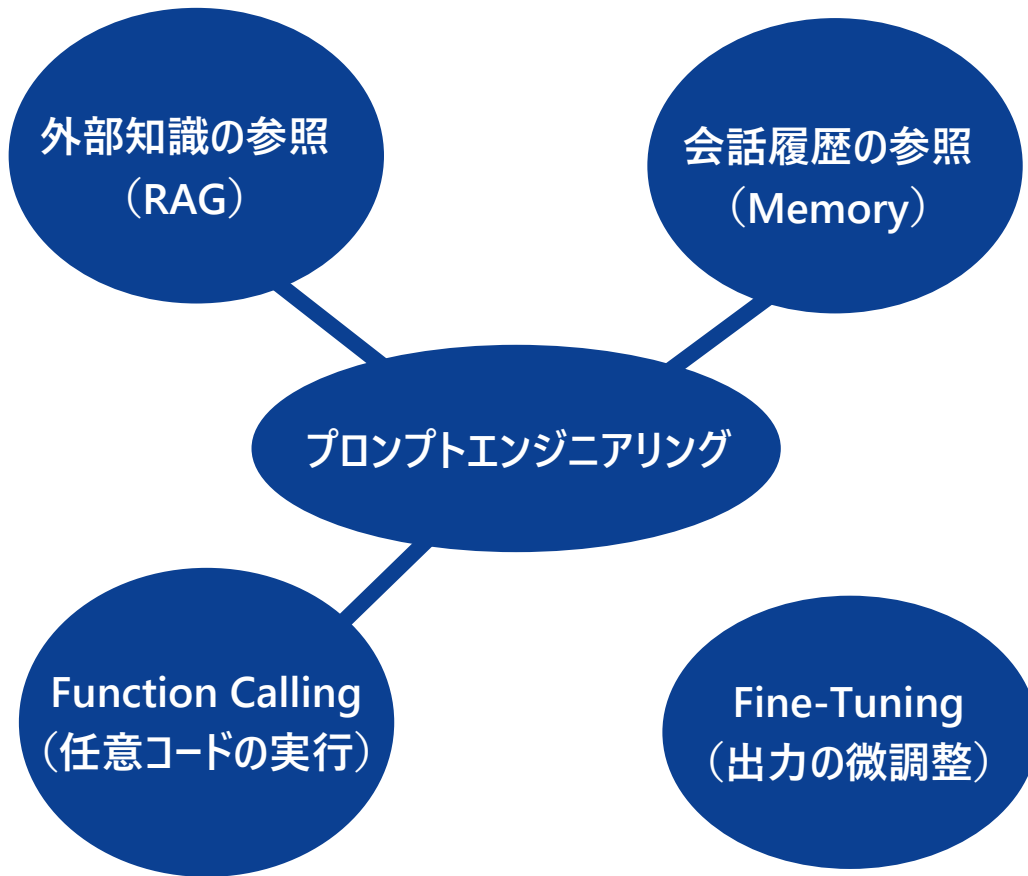 外部知識の参照
（RAG）
会話履歴の参照
（Memory）
プロンプトエンジニアリング
Function Calling
（任意コードの実行）
Fine-Tuning
（出力の微調整）